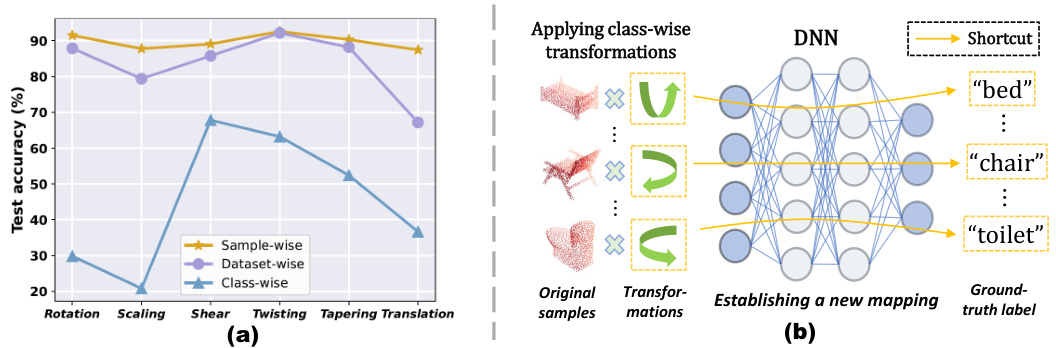 Test accuracy (%)
90
80
70
60
50
40
30
20
Sample-wise
Dataset-wise
Class-wise
Rotation Scaling Shear Twisting Tapering Translation
(a)
Applying class-wise
transformations
DNN
Shortcut
"bed"
"chair"
"toilet"
Original
samples
Transfor-
mations
Establishing a new mapping
Ground-
truth label
(b)